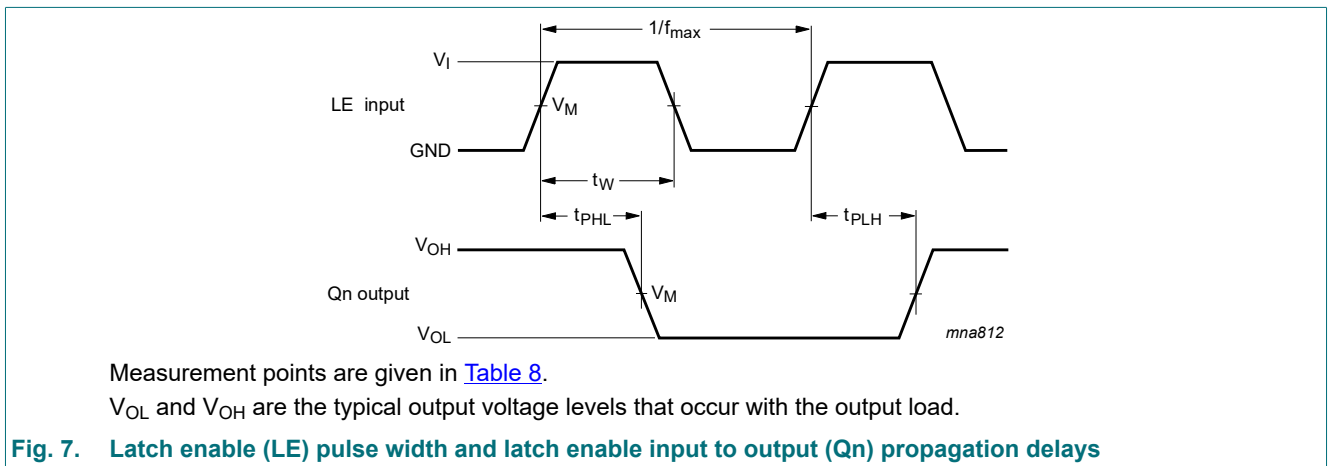 1/fmax
VI
LE input
VM
GND
tW
tPHL
tPLH
VOH
Qn output
VM
VOL
mna812
Measurement points are given in Table 8.
VOL and VOH are the typical output voltage levels that occur with the output load.
Fig. 7. Latch enable (LE) pulse width and latch enable input to output (Qn) propagation delays